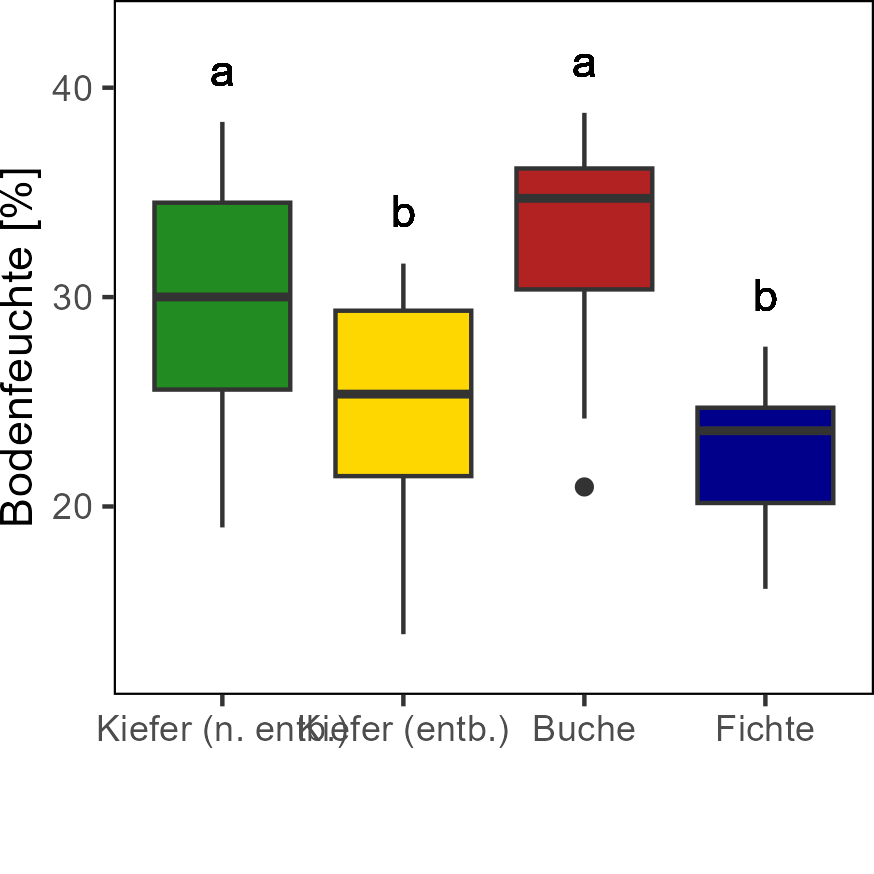 Bodenfeuchte [%]
40
30
20
a
b
a
b
Kiefer (n. entb.)
Kiefer (entb.)
Buche
Fichte